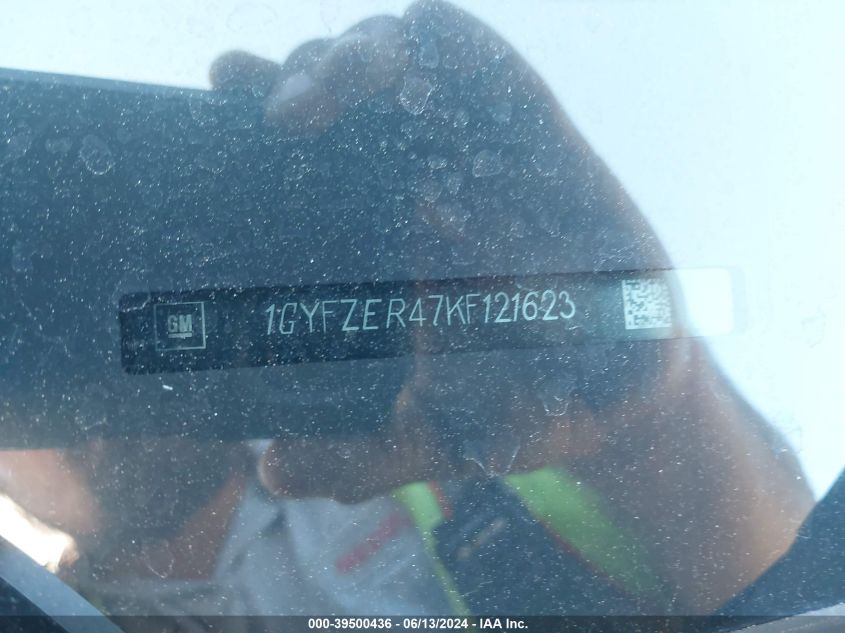 GM
1GYFZER47KF121623
000-39500436 - 06/13/2024 - IAA, Inc.